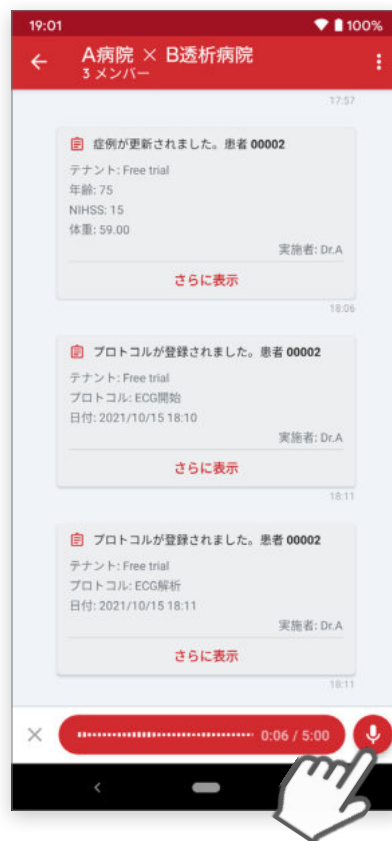 19:01 100%
A病院 × B透析病院
3 メンバー
17:57
症例が更新されました。患者 00002
テナント: Free trial
年齢: 75
NIHSS: 15
体重: 59.00
実施者: Dr.A
さらに表示
18:06
プロトコルが登録されました。患者 00002
テナント: Free trial
プロトコル: ECG開始
日付: 2021/10/15 18:10
実施者: Dr.A
さらに表示
18:11
プロトコルが登録されました。患者 00002
テナント: Free trial
プロトコル: ECG解析
日付: 2021/10/15 18:11
実施者: Dr.A
さらに表示
18:11
0:06 / 5:00